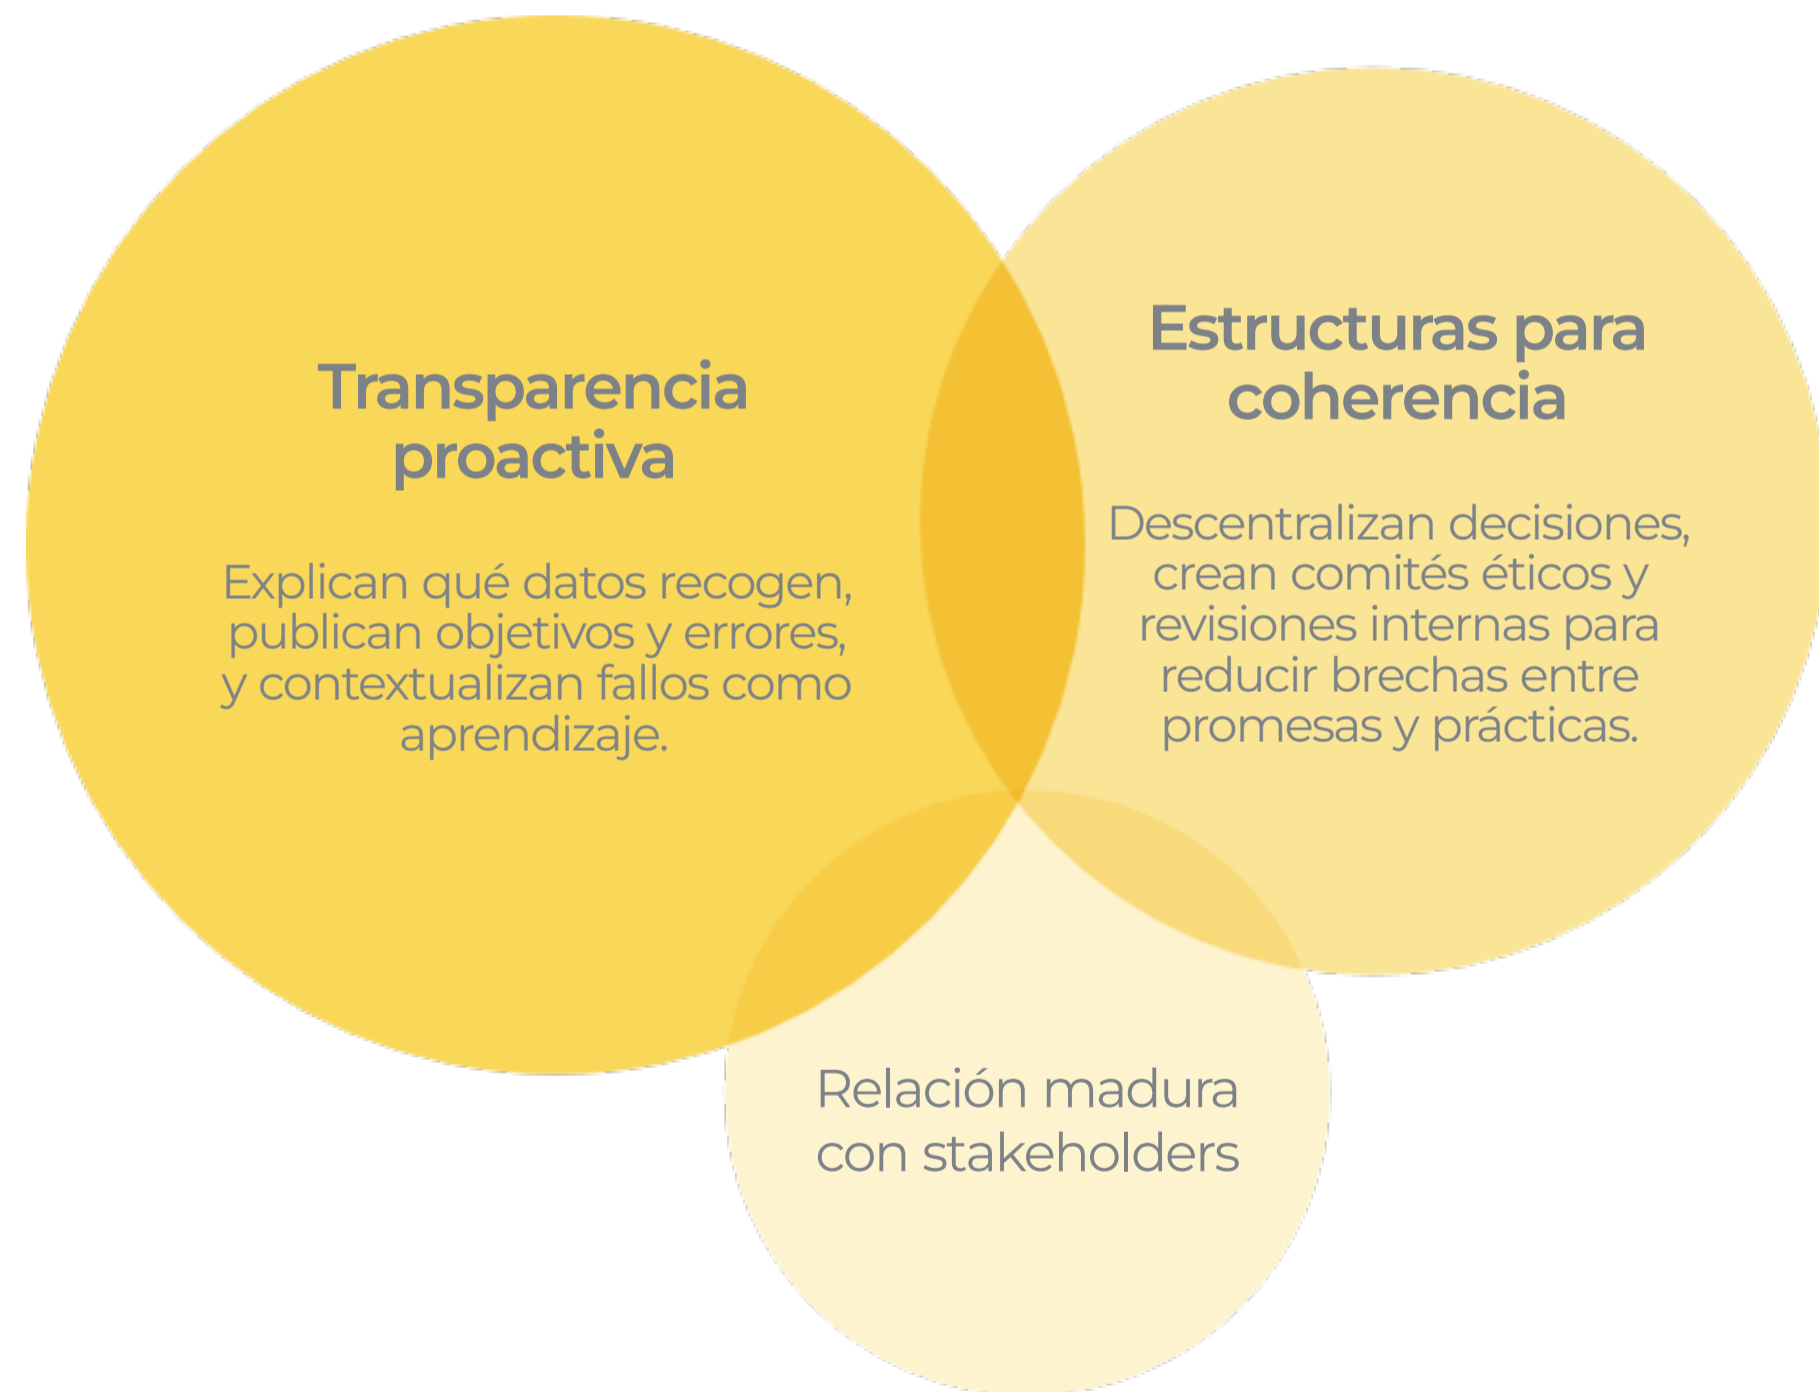 Transparencia
proactiva
Explican qué datos recogen,
publican objetivos y errores,
y contextualizan fallos como
aprendizaje.
Estructuras para
coherencia
Descentralizan decisiones,
crean comités éticos y
revisiones internas para
reducir brechas entre
promesas y prácticas.
Relación madura
con stakeholders